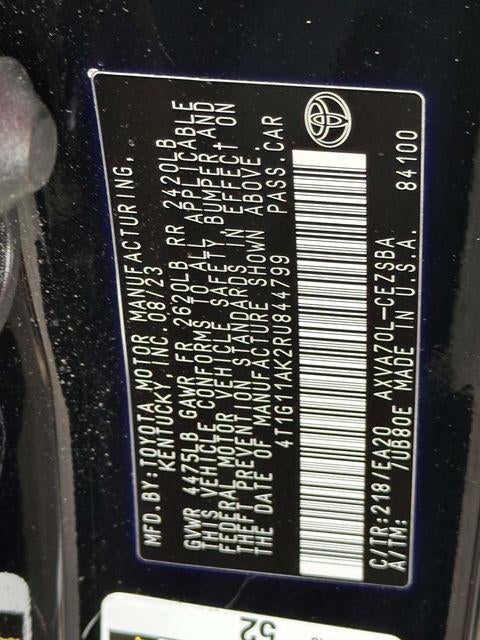 MFD.BY:TOYOTA MOTOR MANUFACTURING,
KENTUCKY, INC. 08/23
GVWR 4475LB GAWR FR 2620LB RR 2420LB
THIS VEHICLE CONFORMS TO ALL APPLICABLE
FEDERAL MOTOR VEHICLE SAFETY, BUMPER AND
THEFT PREVENTION STANDARDS IN EFFECT ON
THE DATE OF MANUFACTURE SHOWN ABOVE.
4T1G11AK2RU844799 PASS.CAR
C/TR:218/EA20 AXVA70L-CEZSBA
A/TM: 7UB80E MADE IN U.S.A. 84100
52